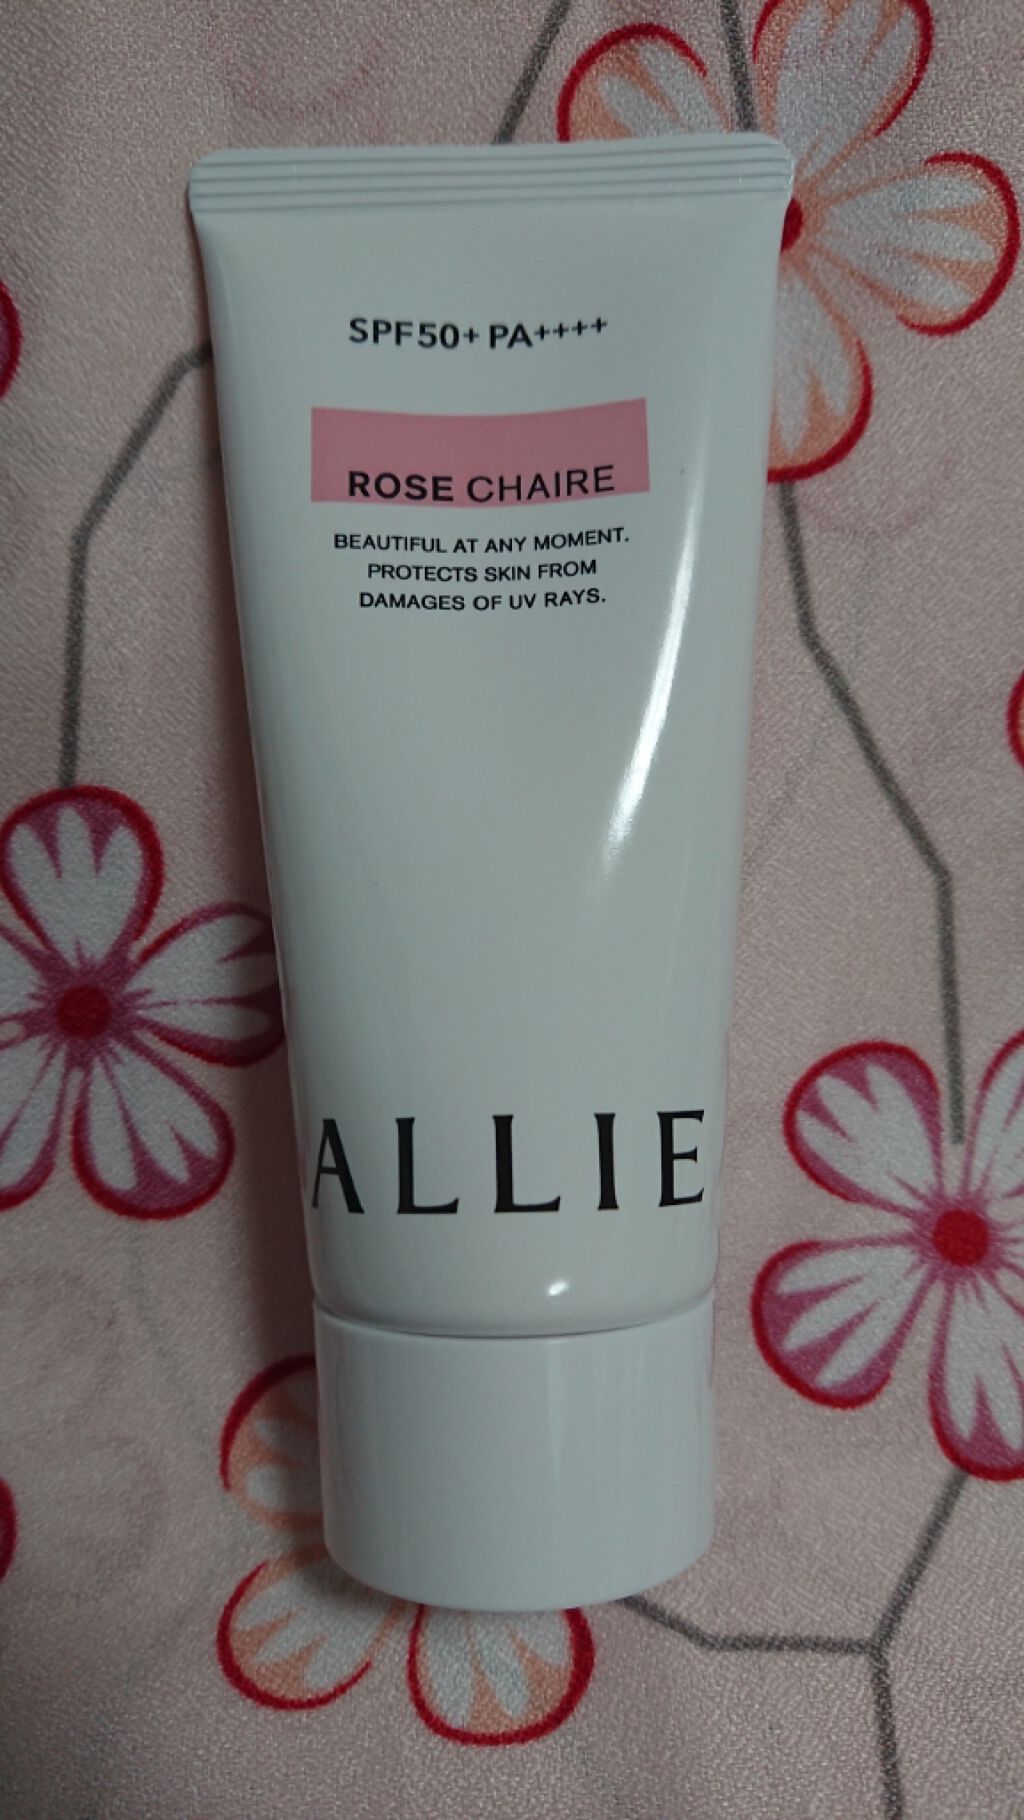 SPF50+ PA++++
ROSE CHAIRE
BEAUTIFUL AT ANY MOMENT.
PROTECTS SKIN FROM
DAMAGES OF UV RAYS.
ALLIE